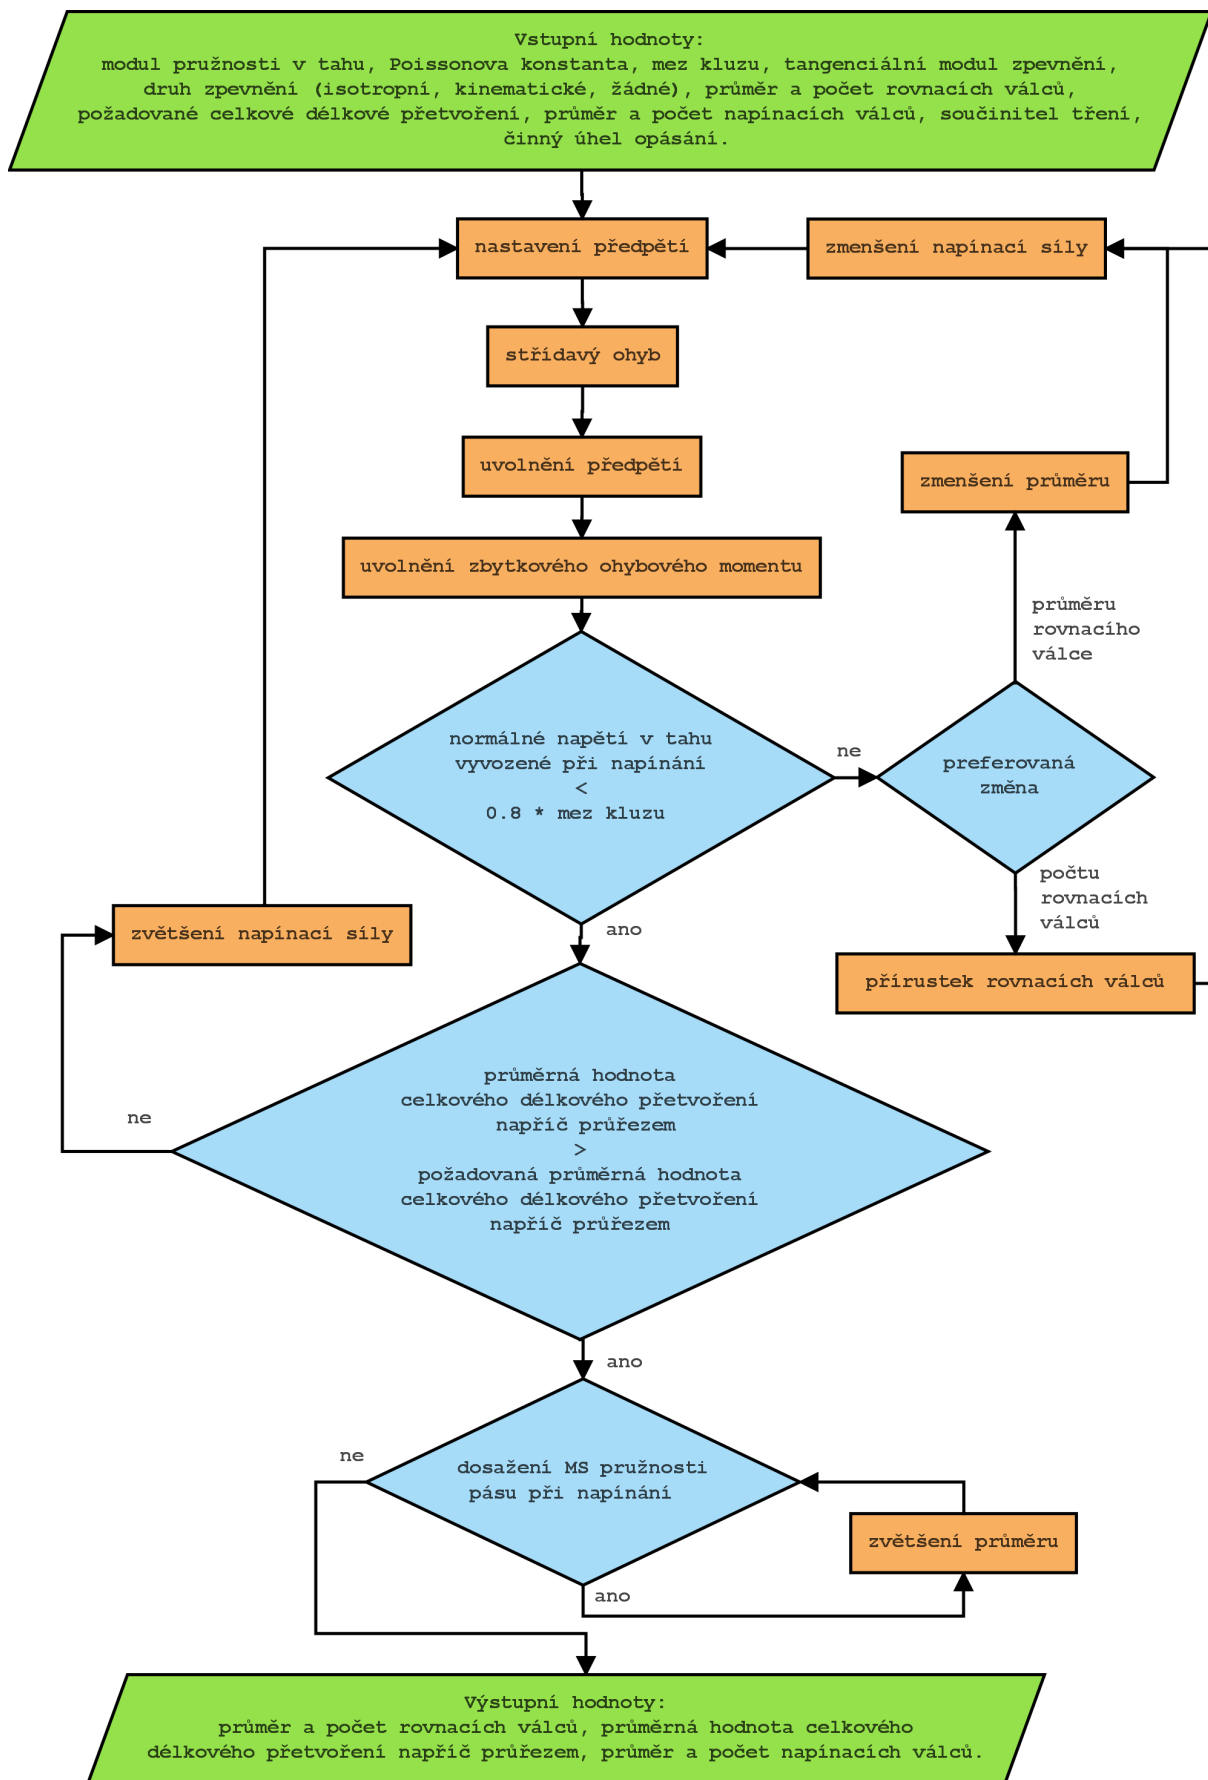 Vstupní hodnoty:
modul pružnosti v tahu, Poissonova konstanta, mez kluzu, tangenciální modul zpevnění,
druh zpevnění (isotropní, kinematické, žádné), průměr a počet rovnacích válců,
požadované celkové délkové přetvoření, průměr a počet napínacích válců, součinitel tření,
činný úhel opásání.
nastavení předpětí
zmenšení napínací síly
střídavý ohyb
uvolnění předpětí
zmenšení průměru
uvolnění zbytkového ohybového momentu
průměru
rovnacího
válce
normálné napětí v tahu
vyvozené při napínání
<
0.8 * mez kluzu
ne
preferovaná
změna
počtu
rovnacích
válců
zvětšení napínací síly
ano
přírustek rovnacích válců
průměrná hodnota
celkového délkového přetvoření
napříč průřezem
>
požadovaná průměrná hodnota
celkového délkového přetvoření
napříč průřezem
ne
ano
ne
dosažení MS pružnosti
pásu při napínání
zvětšení průměru
ano
Výstupní hodnoty:
průměr a počet rovnacích válců, průměrná hodnota celkového
délkového přetvoření napříč průřezem, průměr a počet napínacích válců.